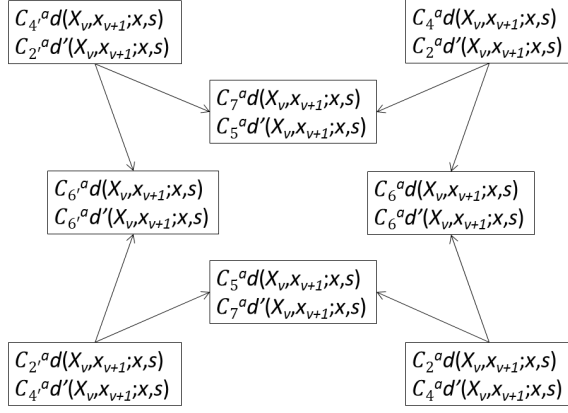 C₄′ᵃd(Xᵥ,xᵥ₊₁;x,s)
C₂′ᵃd’(Xᵥ,xᵥ₊₁;x,s)
C₄ᵃd(Xᵥ,xᵥ₊₁;x,s)
C₂ᵃd’(Xᵥ,xᵥ₊₁;x,s)
C₇ᵃd(Xᵥ,xᵥ₊₁;x,s)
C₅ᵃd’(Xᵥ,xᵥ₊₁;x,s)
C₆′ᵃd(Xᵥ,xᵥ₊₁;x,s)
C₆′ᵃd’(Xᵥ,xᵥ₊₁;x,s)
C₆ᵃd(Xᵥ,xᵥ₊₁;x,s)
C₆ᵃd’(Xᵥ,xᵥ₊₁;x,s)
C₅ᵃd(Xᵥ,xᵥ₊₁;x,s)
C₇ᵃd’(Xᵥ,xᵥ₊₁;x,s)
C₂′ᵃd(Xᵥ,xᵥ₊₁;x,s)
C₄′ᵃd’(Xᵥ,xᵥ₊₁;x,s)
C₂ᵃd(Xᵥ,xᵥ₊₁;x,s)
C₄ᵃd’(Xᵥ,xᵥ₊₁;x,s)